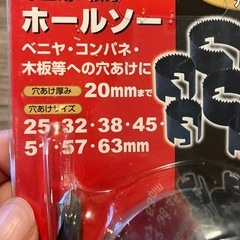 ホールソー
ベニヤ・コンパネ・
木板等への穴あけに
穴あけ厚み 20mmまで
穴あけサイズ
25・32・38・45・
51・57・63mm